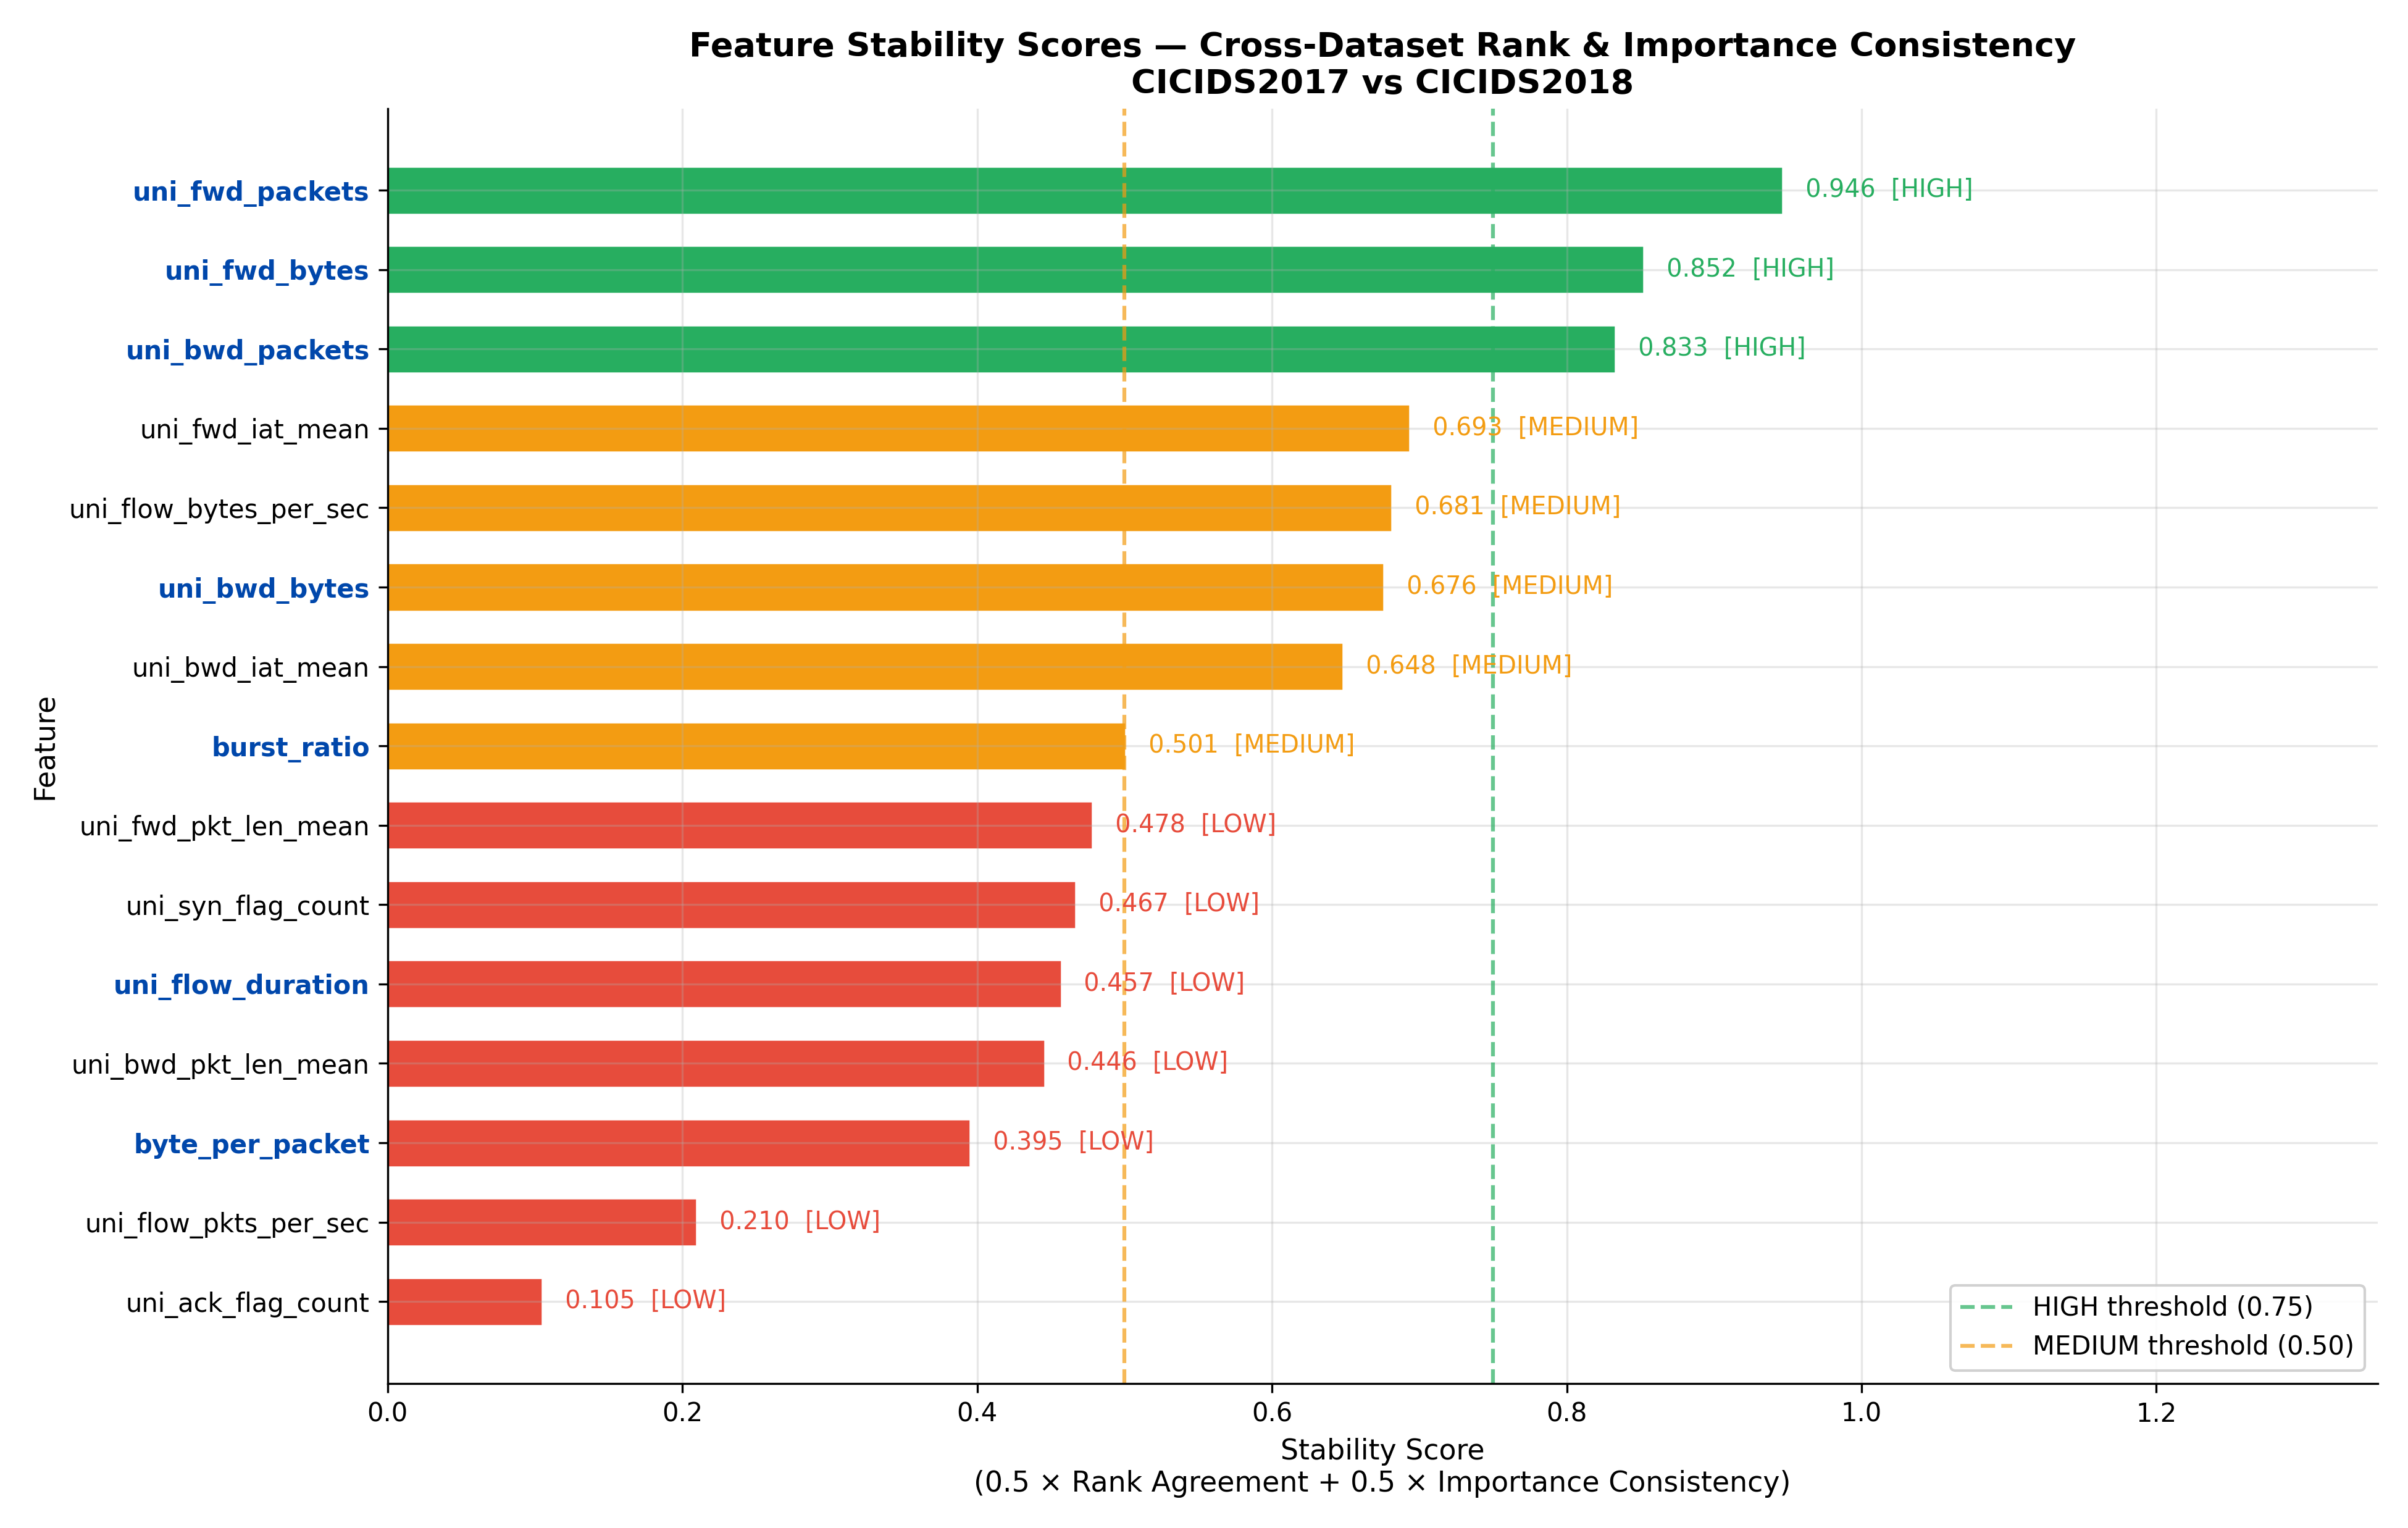 Feature Stability Scores — Cross-Dataset Rank & Importance Consistency
CICIDS2017 vs CICIDS2018
Feature
uni_fwd_packets 0.946 [HIGH]
uni_fwd_bytes 0.852 [HIGH]
uni_bwd_packets 0.833 [HIGH]
uni_fwd_iat_mean 0.693 [MEDIUM]
uni_flow_bytes_per_sec 0.681 [MEDIUM]
uni_bwd_bytes 0.676 [MEDIUM]
uni_bwd_iat_mean 0.648 [MEDIUM]
burst_ratio 0.501 [MEDIUM]
uni_fwd_pkt_len_mean 0.478 [LOW]
uni_syn_flag_count 0.467 [LOW]
uni_flow_duration 0.457 [LOW]
uni_bwd_pkt_len_mean 0.446 [LOW]
byte_per_packet 0.395 [LOW]
uni_flow_pkts_per_sec 0.210 [LOW]
uni_ack_flag_count 0.105 [LOW]
HIGH threshold (0.75)
MEDIUM threshold (0.50)
0.0 0.2 0.4 0.6 0.8 1.0 1.2
Stability Score
(0.5 × Rank Agreement + 0.5 × Importance Consistency)